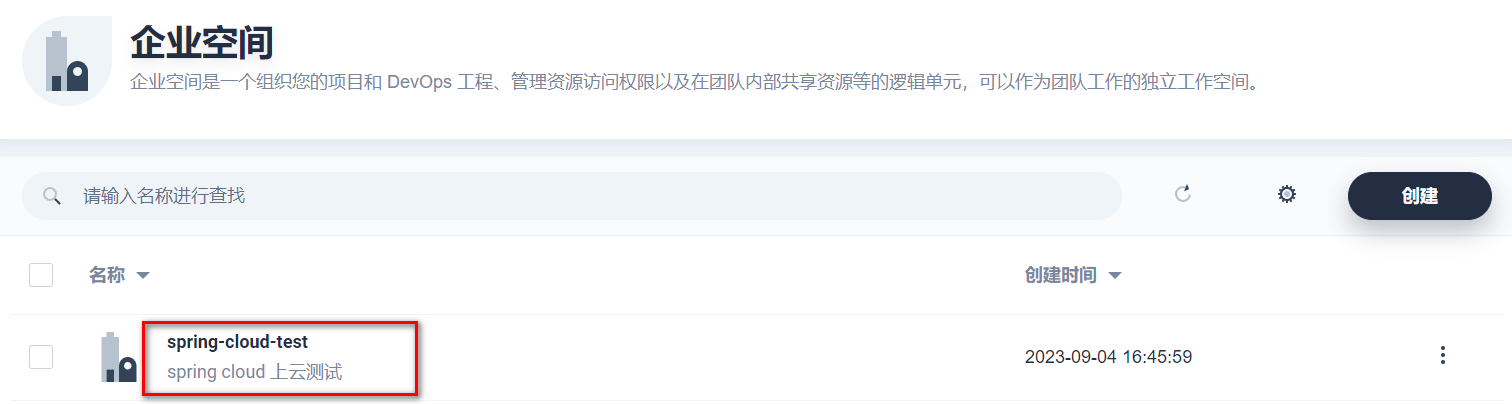 企业空间
企业空间是一个组织您的项目和 DevOps 工程、管理资源访问权限以及在团队内部共享资源等的逻辑单元，可以作为团队工作的独立工作空间。
请输入名称进行查找
创建
名称 创建时间
spring-cloud-test
spring cloud 上云测试
2023-09-04 16:45:59